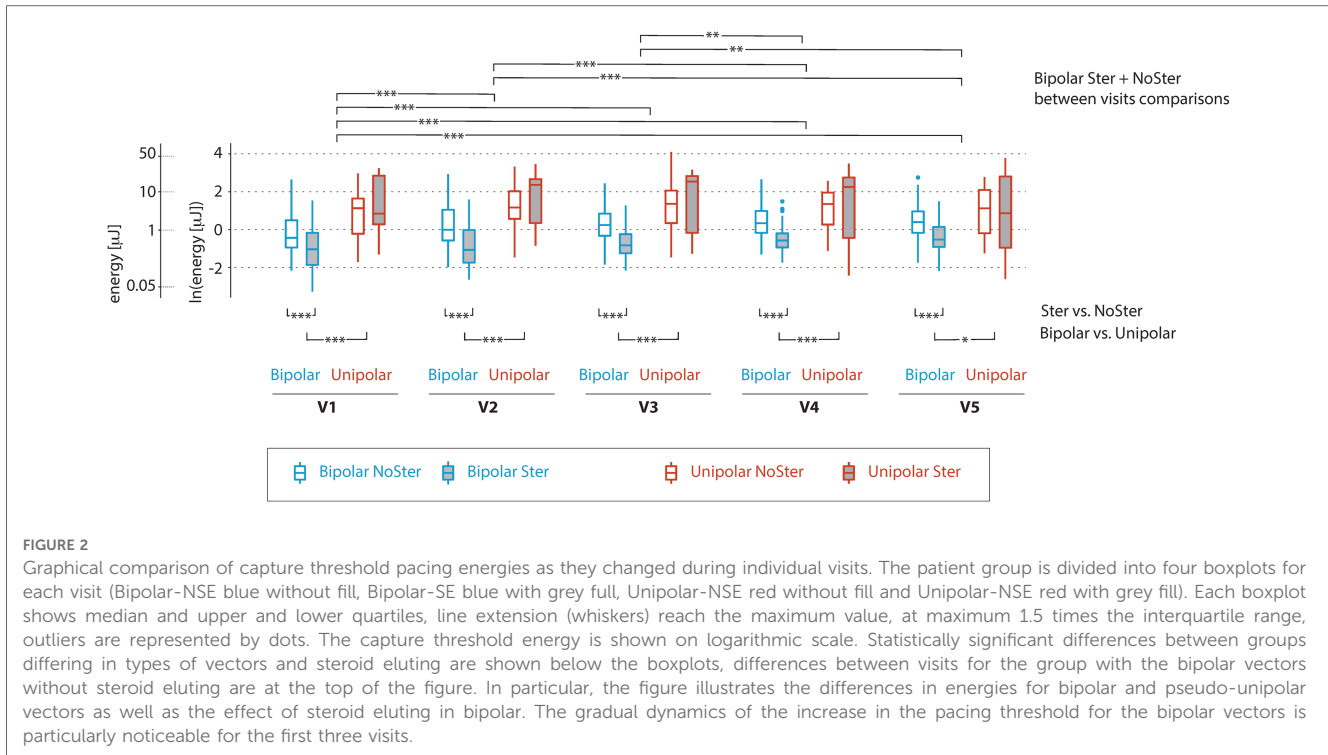 **
**
***
***
Bipolar Ster + NoSter
between visits comparisons
***
***
***
***
energy [µJ]
50
10
1
0.05
ln(energy [µJ])
4
2
0
-2
*** *** *** *** ***
Ster vs. NoSter
*** *** *** *** *
Bipolar vs. Unipolar
Bipolar Unipolar Bipolar Unipolar Bipolar Unipolar Bipolar Unipolar Bipolar Unipolar
V1 V2 V3 V4 V5
Bipolar NoSter Bipolar Ster Unipolar NoSter Unipolar Ster
FIGURE 2
Graphical comparison of capture threshold pacing energies as they changed during individual visits. The patient group is divided into four boxplots for
each visit (Bipolar-NSE blue without fill, Bipolar-SE blue with grey full, Unipolar-NSE red without fill and Unipolar-NSE red with grey fill). Each boxplot
shows median and upper and lower quartiles, line extension (whiskers) reach the maximum value, at maximum 1.5 times the interquartile range,
outliers are represented by dots. The capture threshold energy is shown on logarithmic scale. Statistically significant differences between groups
differing in types of vectors and steroid eluting are shown below the boxplots, differences between visits for the group with the bipolar vectors
without steroid eluting are at the top of the figure. In particular, the figure illustrates the differences in energies for bipolar and pseudo-unipolar
vectors as well as the effect of steroid eluting in bipolar. The gradual dynamics of the increase in the pacing threshold for the bipolar vectors is
particularly noticeable for the first three visits.